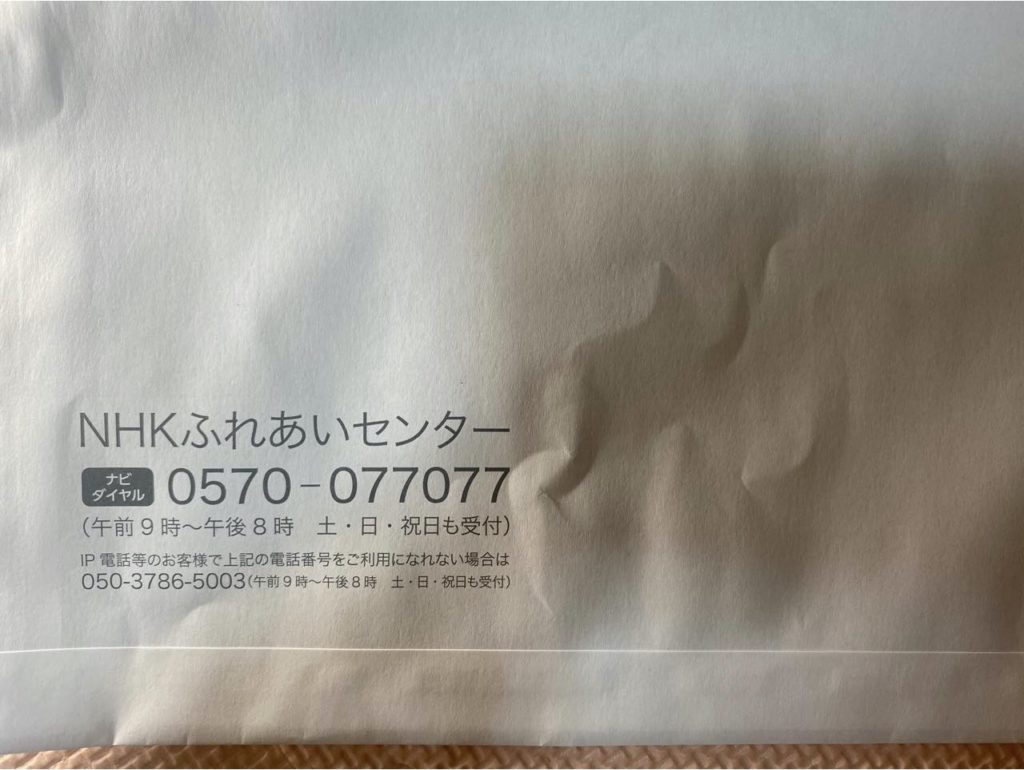 NHKふれあいセンター
ナビ
ダイヤル 0570-077077
(午前9時〜午後8時 土・日・祝日も受付)
IP電話等のお客様で上記の電話番号をご利用になれない場合は
050-3786-5003(午前9時〜午後8時 土・日・祝日も受付)